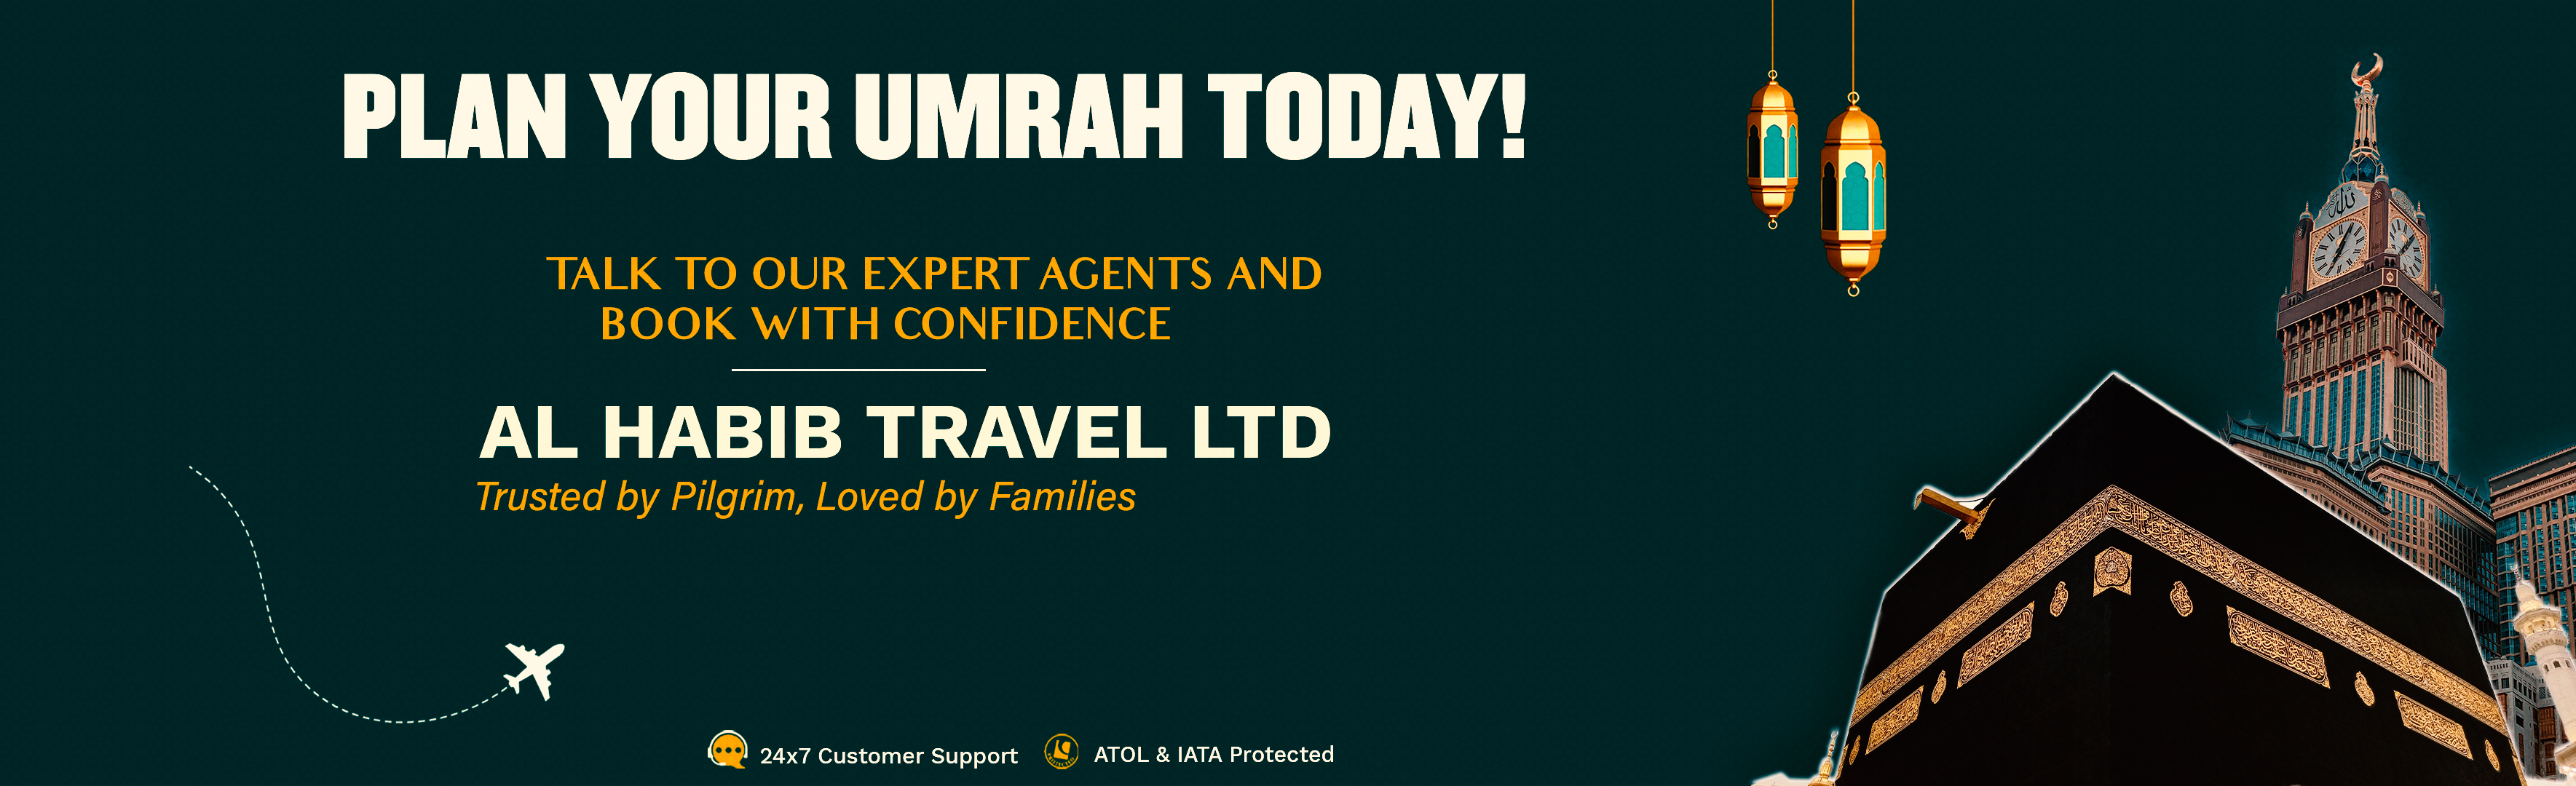 PLAN YOUR UMRAH TODAY!
TALK TO OUR EXPERT AGENTS AND
BOOK WITH CONFIDENCE
AL HABIB TRAVEL LTD
Trusted by Pilgrim, Loved by Families
24x7 Customer Support
ATOL & IATA Protected